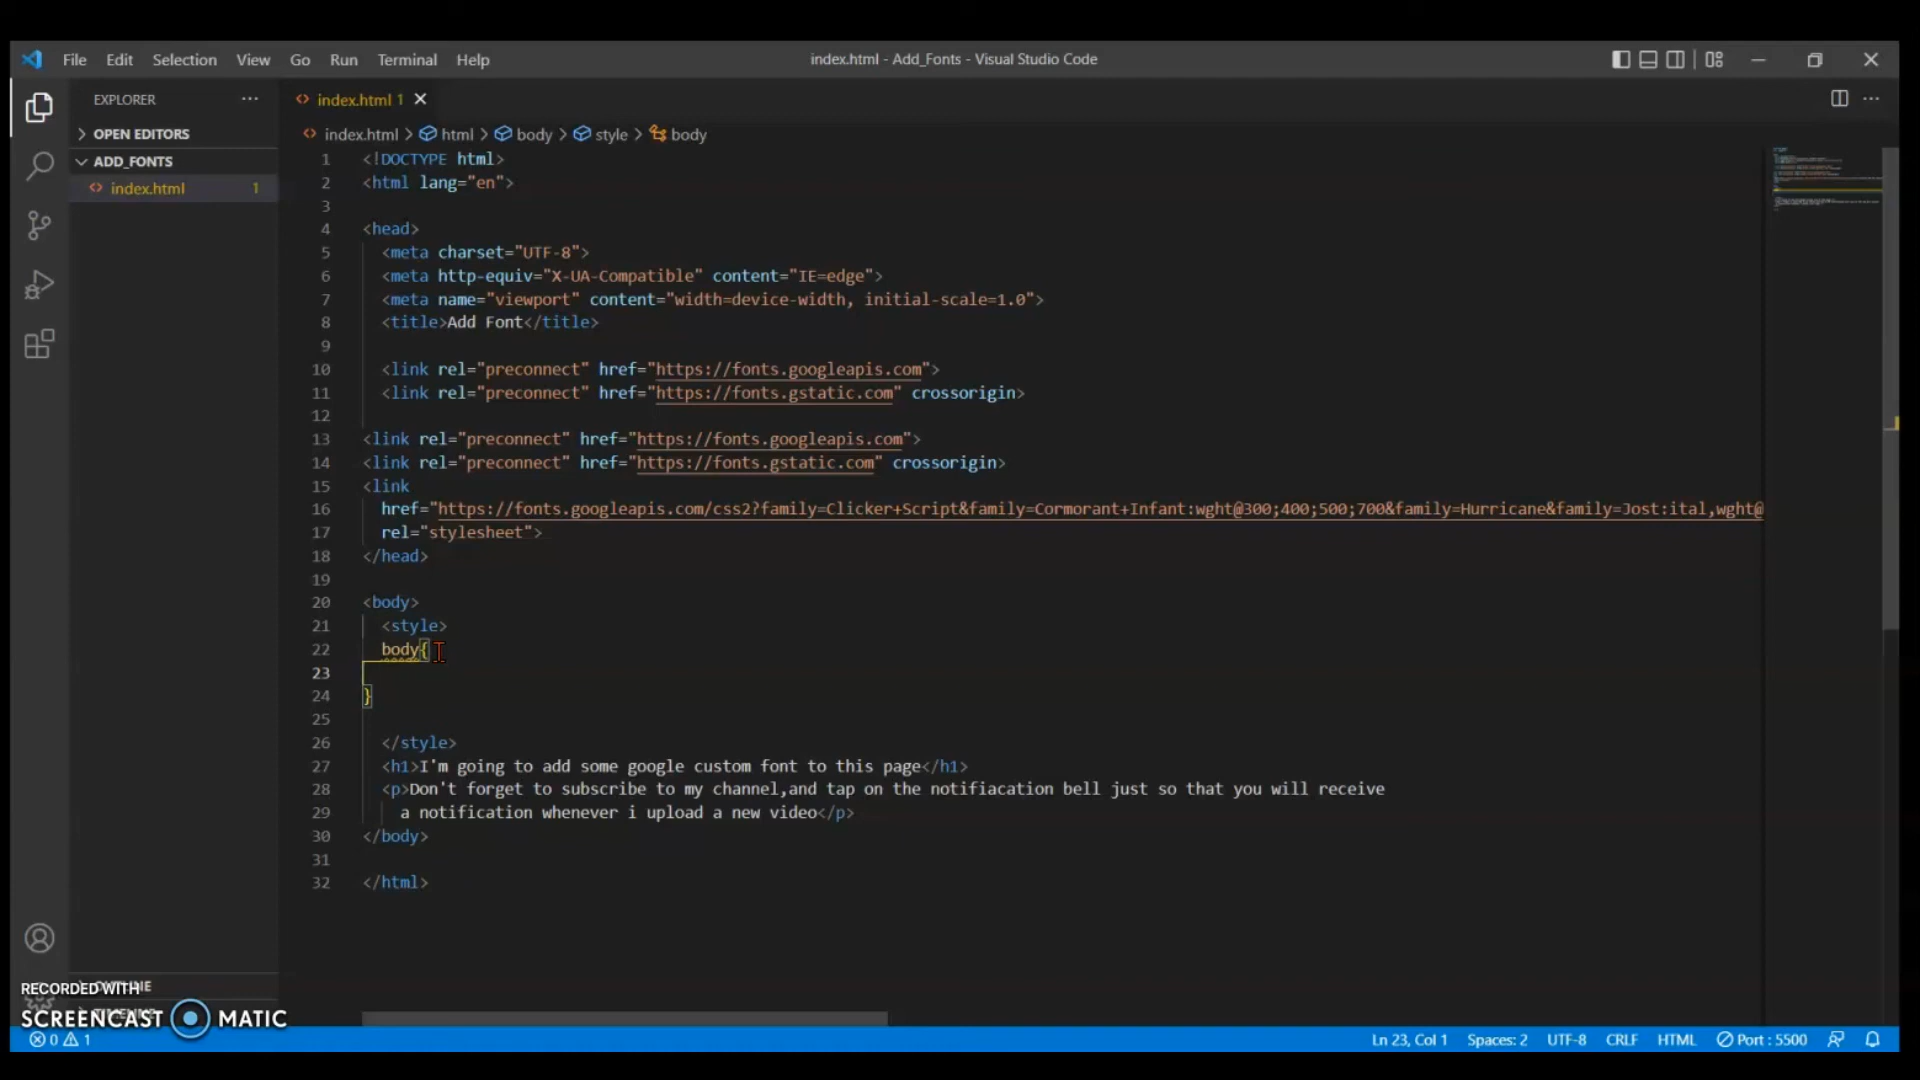 File Edit Selection View Go Run Terminal Help
index.html - Add_Fonts - Visual Studio Code
EXPLORER
OPEN EDITORS
ADD_FONTS
index.html 1
index.html 1
index.html > html > body > style > body
1 <!DOCTYPE html>
2 <html lang="en">
3
4 <head>
5 <meta charset="UTF-8">
6 <meta http-equiv="X-UA-Compatible" content="IE=edge">
7 <meta name="viewport" content="width=device-width, initial-scale=1.0">
8 <title>Add Font</title>
9
10 <link rel="preconnect" href="https://fonts.googleapis.com">
11 <link rel="preconnect" href="https://fonts.gstatic.com" crossorigin>
12
13 <link rel="preconnect" href="https://fonts.googleapis.com">
14 <link rel="preconnect" href="https://fonts.gstatic.com" crossorigin>
15 <link
16 href="https://fonts.googleapis.com/css2?family=Clicker+Script&family=Cormorant+Infant:wght@300;400;500;700&family=Hurricane&family=Jost:ital,wght@
17 rel="stylesheet">
18 </head>
19
20 <body>
21 <style>
22 body{
23
24 }
25
26 </style>
27 <h1>I'm going to add some google custom font to this page</h1>
28 <p>Don't forget to subscribe to my channel,and tap on the notifiacation bell just so that you will receive
29 a notification whenever i upload a new video</p>
30 </body>
31
32 </html>
OUTLINE
TIMELINE
RECORDED WITH
SCREENCAST MATIC
0 1
Ln 23, Col 1 Spaces: 2 UTF-8 CRLF HTML Port : 5500